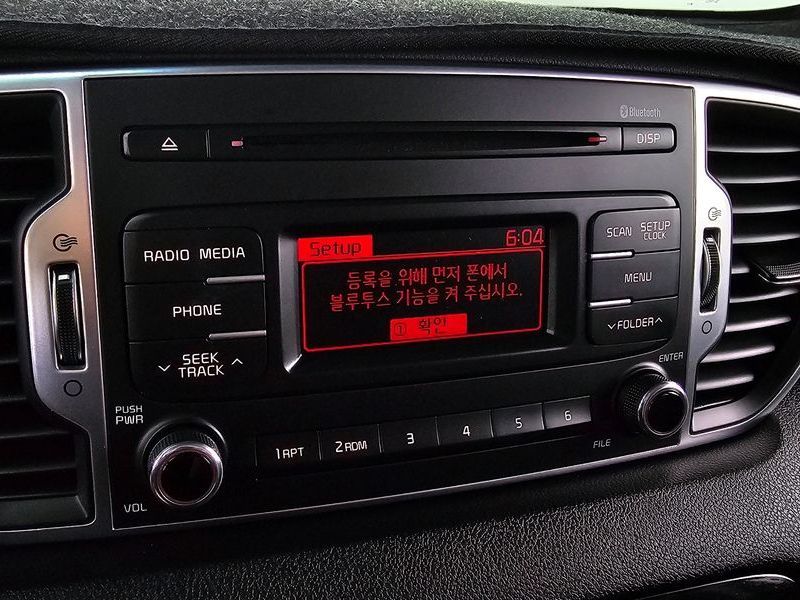 Bluetooth
DISP
Setup 6:04
등록을 위해 먼저 폰에서
블루투스 기능을 켜 주십시오.
① 확인
RADIO MEDIA
PHONE
SEEK
TRACK
SCAN
SETUP
CLOCK
MENU
FOLDER
ENTER
PUSH
PWR
VOL
1 RPT
2 RDM
3
4
5
6
FILE